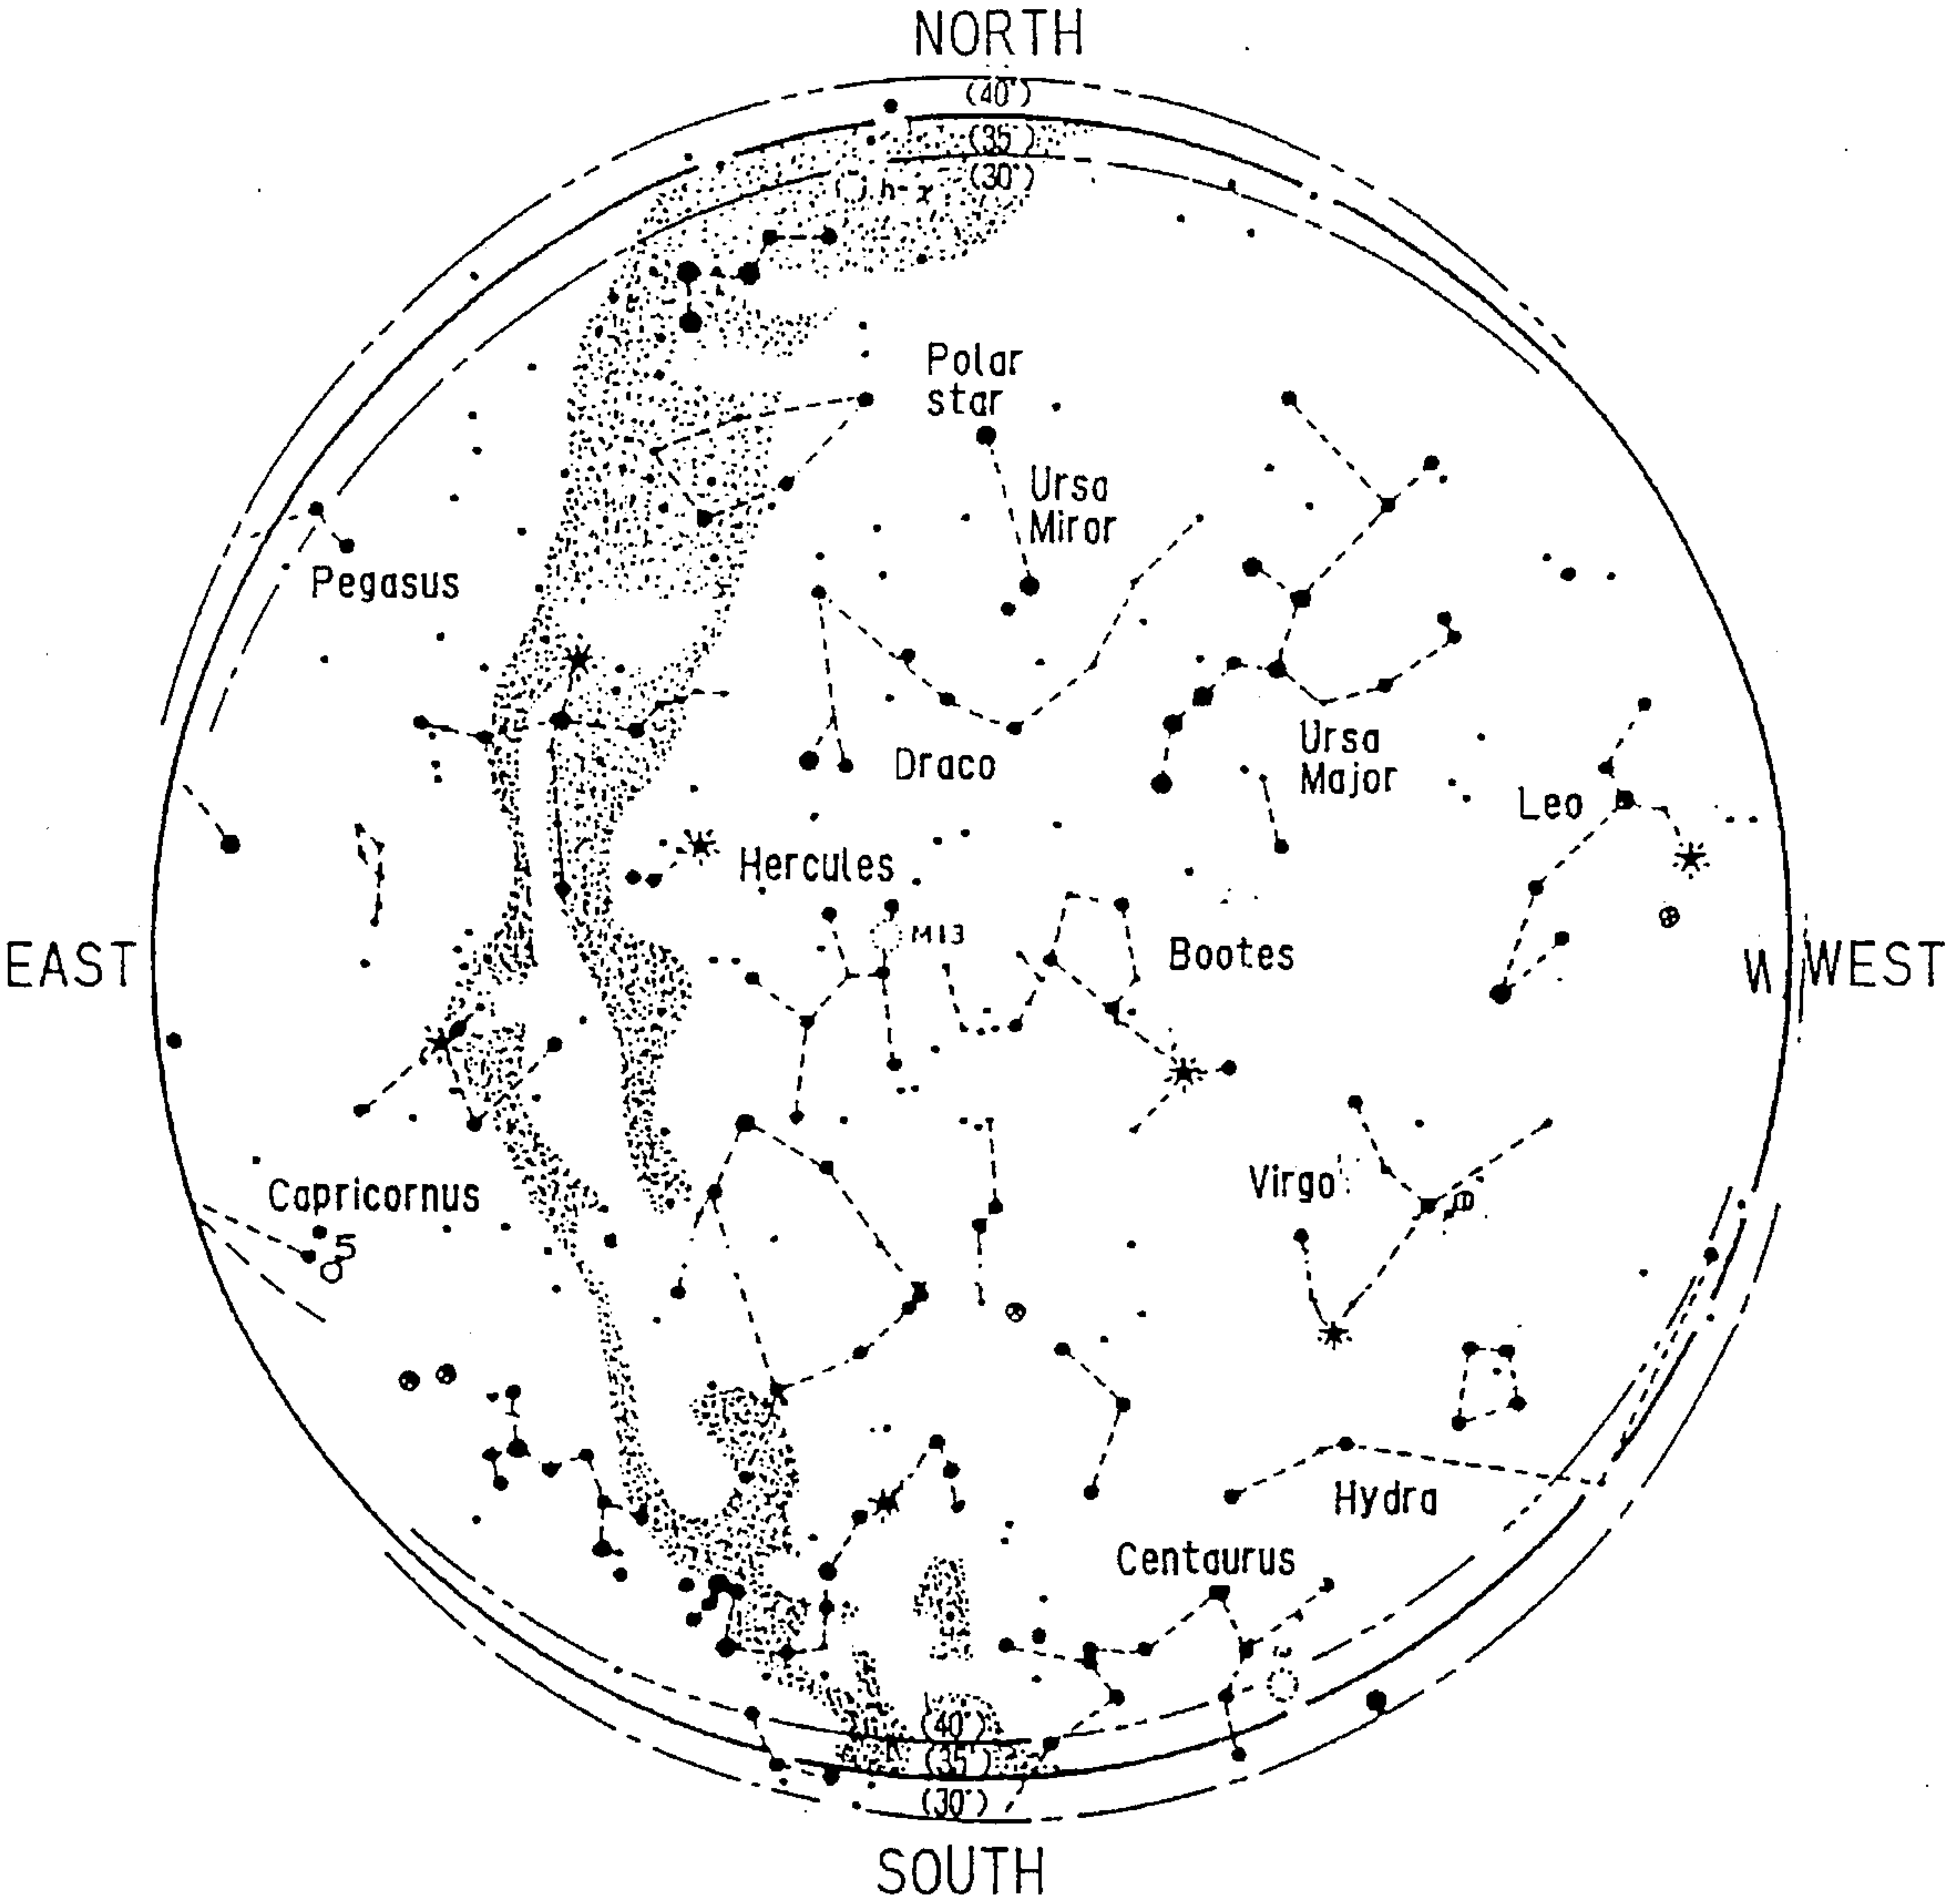 NORTH
(40°)
(35)
(30°)
h-χ
Polar
star
Ursa
Miror
Pegasus
Draco
Ursa
Major
Leo
Hercules
M13
Bootes
EAST
WEST
Capricornus
5
Virgo
Hydra
Centaurus
ω
(40°)
(35)
(30°)
SOUTH